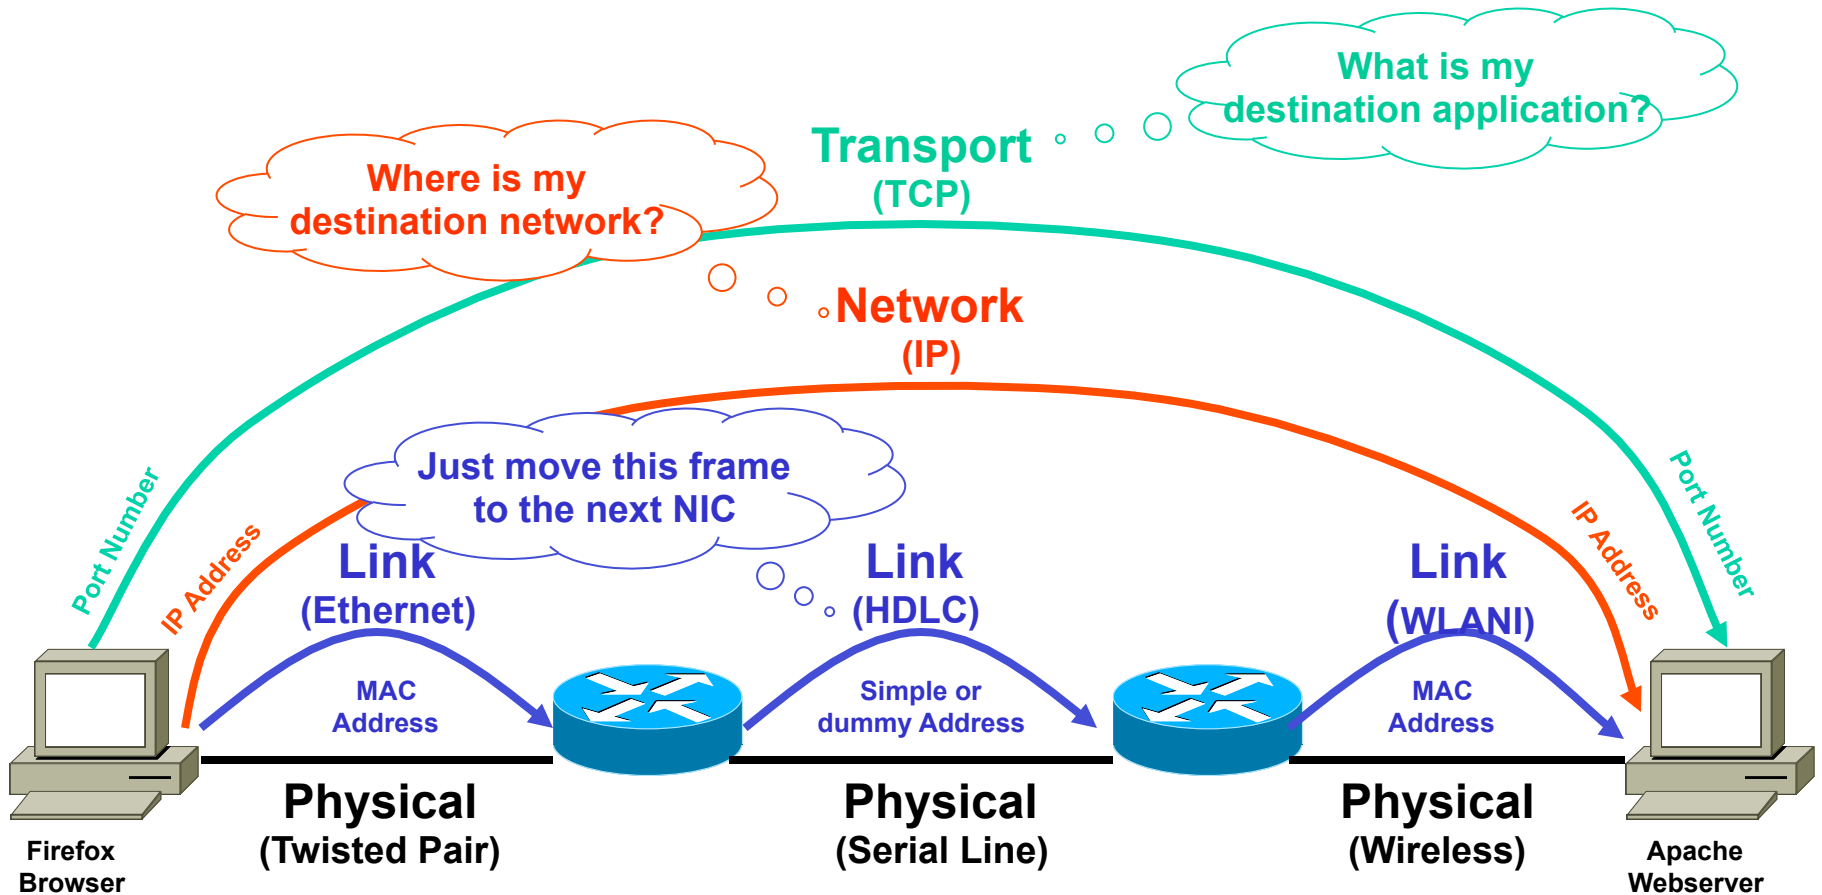 What is my
destination application?
Transport
(TCP)
Where is my
destination network?
Network
(IP)
Just move this frame
to the next NIC
Port Number
IP Address
IP Address
Port Number
Link
(Ethernet)
Link
(HDLC)
Link
(WLANI)
MAC
Address
Simple or
dummy Address
MAC
Address
Physical
(Twisted Pair)
Physical
(Serial Line)
Physical
(Wireless)
Firefox
Browser
Apache
Webserver